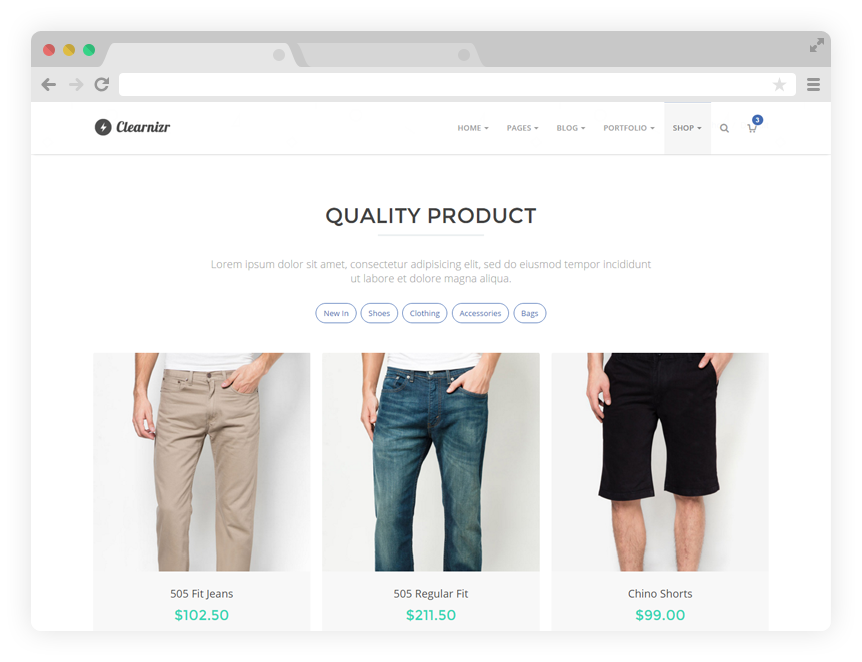 Clearnizr
HOME PAGES BLOG PORTFOLIO SHOP 3
QUALITY PRODUCT
Lorem ipsum dolor sit amet, consectetur adipisicing elit, sed do eiusmod tempor incididunt
ut labore et dolore magna aliqua.
New In Shoes Clothing Accessories Bags
505 Fit Jeans 505 Regular Fit Chino Shorts
$102.50 $211.50 $99.00